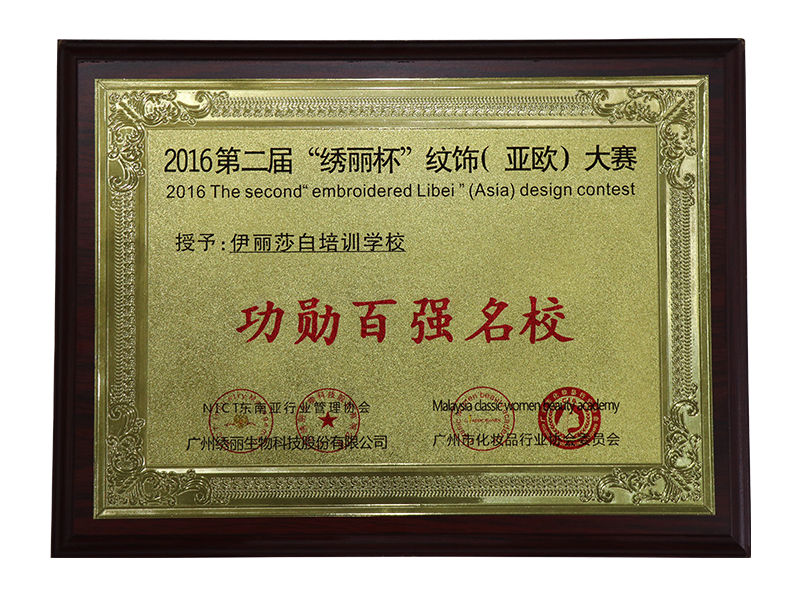 2016第二届“绣丽杯”纹饰（亚欧）大赛
2016 The second“ embroidered Libei ” (Asia) design contest
授予:伊丽莎白培训学校
功勋百强名校
NICT东南亚行业管理协会
Malaysia classic women beauty academy
广州绣丽生物科技股份有限公司
广州市化妆品行业协会委员会